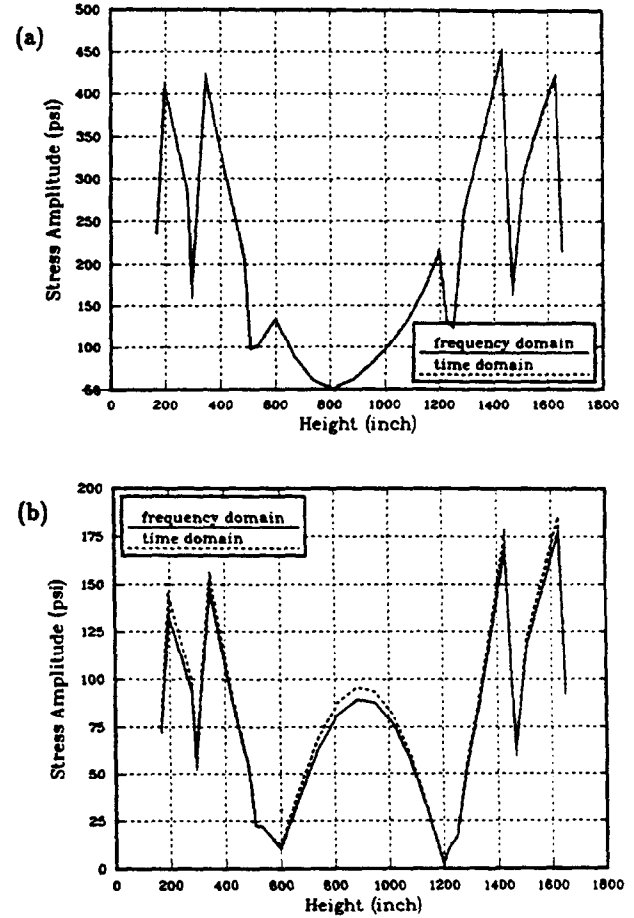 (a)
Stress Amplitude (psi)
500
450
400
350
300
250
200
150
100
50
frequency domain
time domain
0 200 400 600 800 1000 1200 1400 1600 1800
Height (inch)
(b)
Stress Amplitude (psi)
200
175
150
125
100
75
50
25
0
frequency domain
time domain
0 200 400 600 800 1000 1200 1400 1600 1800
Height (inch)